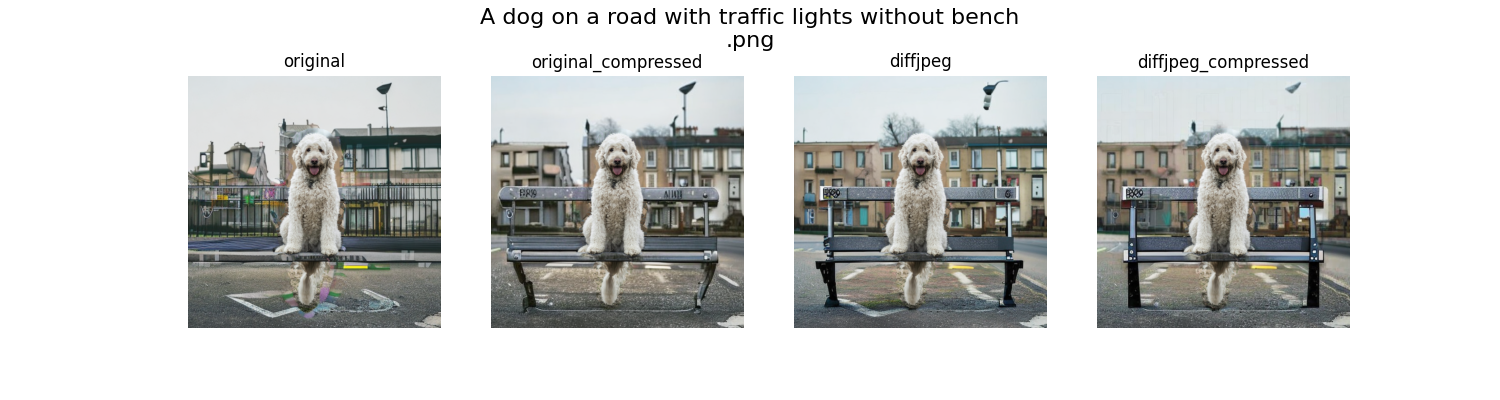 A dog on a road with traffic lights without bench
.png
original
original_compressed
diffjpeg
diffjpeg_compressed